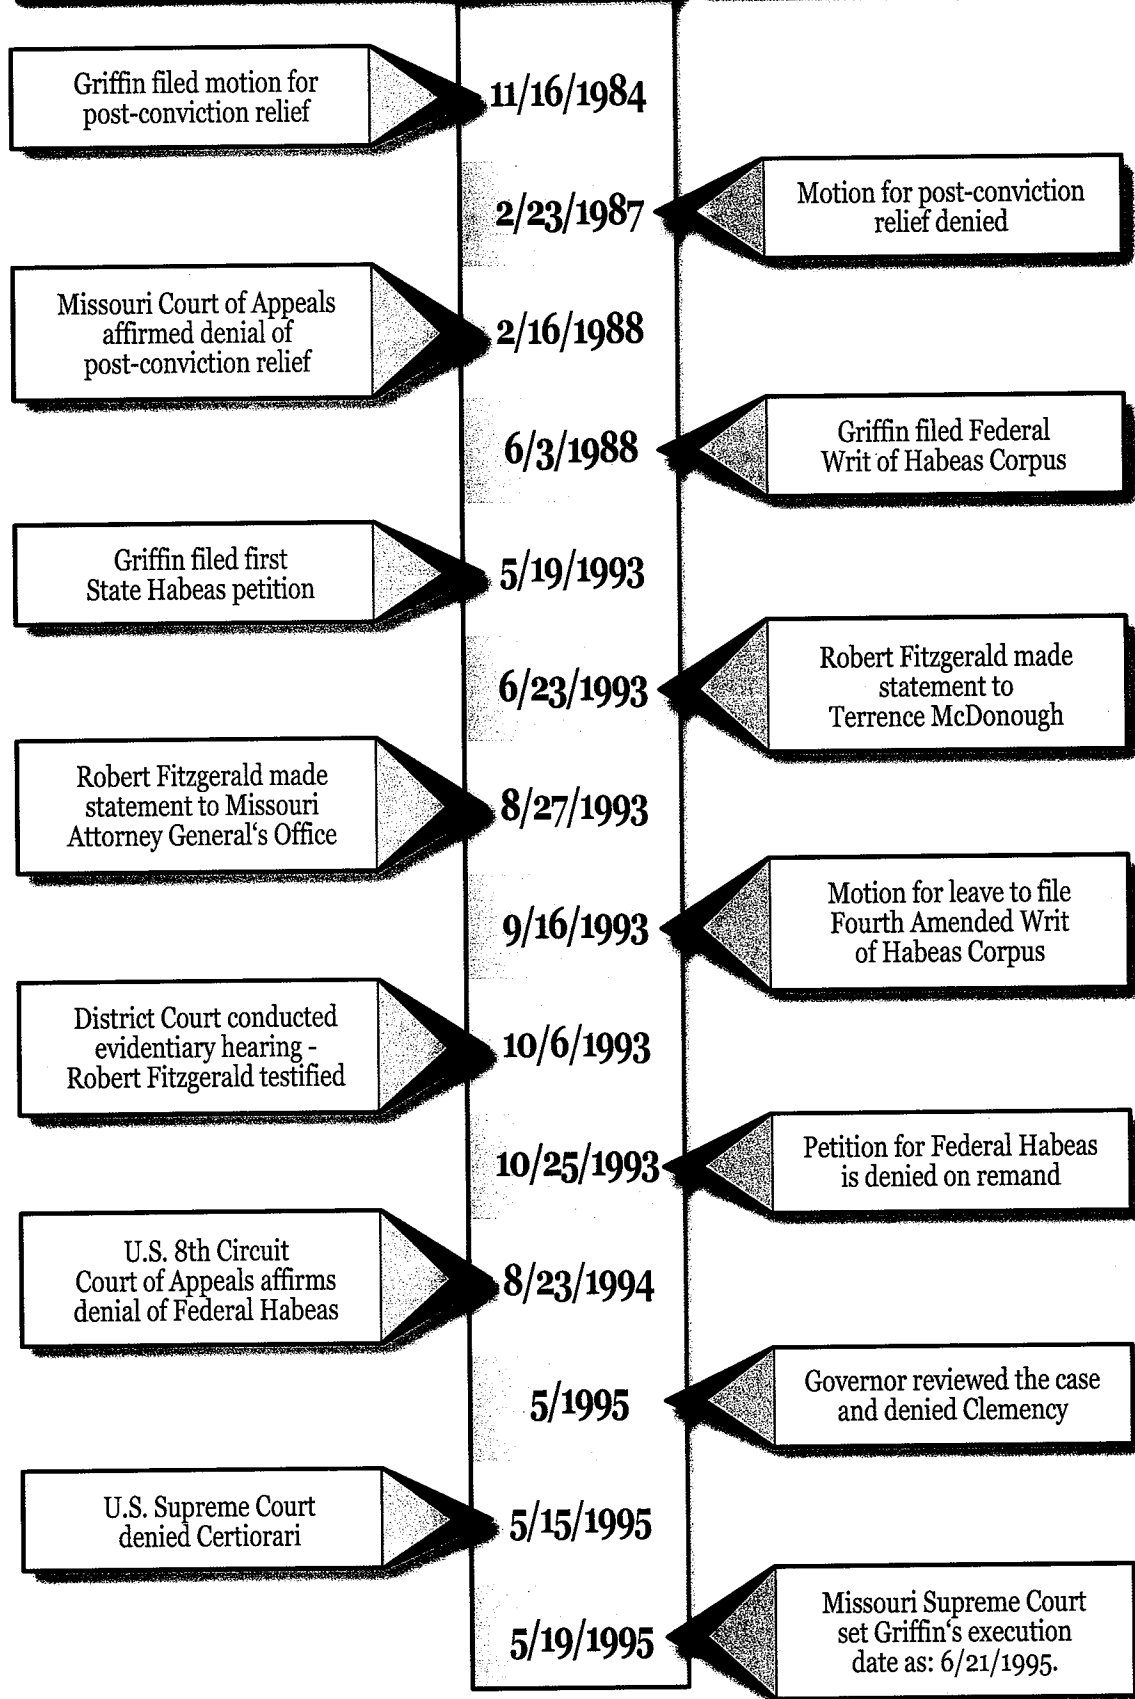 Griffin filed motion for
post-conviction relief
11/16/1984
2/23/1987
Motion for post-conviction
relief denied
Missouri Court of Appeals
affirmed denial of
post-conviction relief
2/16/1988
6/3/1988
Griffin filed Federal
Writ of Habeas Corpus
Griffin filed first
State Habeas petition
5/19/1993
6/23/1993
Robert Fitzgerald made
statement to
Terrence McDonough
Robert Fitzgerald made
statement to Missouri
Attorney General‘s Office
8/27/1993
9/16/1993
Motion for leave to file
Fourth Amended Writ
of Habeas Corpus
District Court conducted
evidentiary hearing -
Robert Fitzgerald testified
10/6/1993
10/25/1993
Petition for Federal Habeas
is denied on remand
U.S. 8th Circuit
Court of Appeals affirms
denial of Federal Habeas
8/23/1994
5/1995
Governor reviewed the case
and denied Clemency
U.S. Supreme Court
denied Certiorari
5/15/1995
5/19/1995
Missouri Supreme Court
set Griffin‘s execution
date as: 6/21/1995.